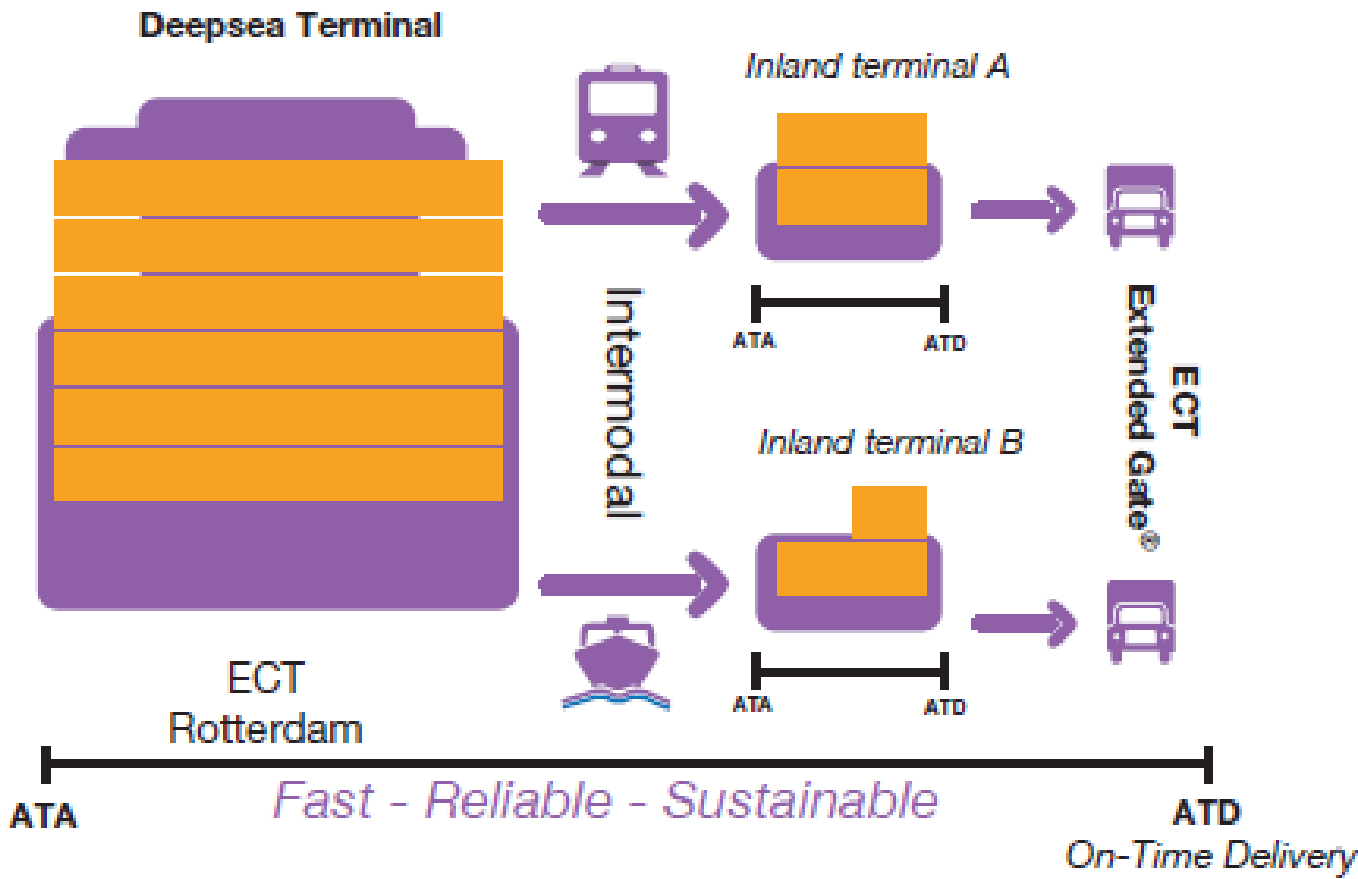 Deepsea Terminal
Inland terminal A
ATA
ATD
Intermodal
ECT
Extended Gate®
Inland terminal B
ATA
ATD
ECT
Rotterdam
Fast - Reliable - Sustainable
ATA
ATD
On-Time Delivery